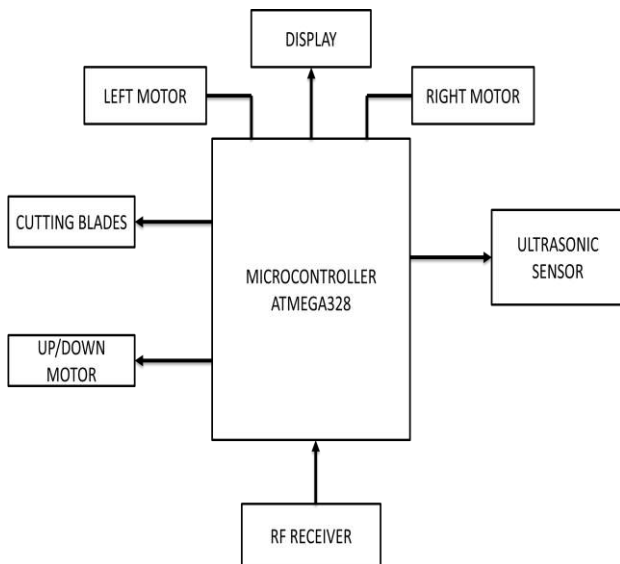 DISPLAY
LEFT MOTOR
RIGHT MOTOR
CUTTING BLADES
MICROCONTROLLER
ATMEGA328
ULTRASONIC
SENSOR
UP/DOWN
MOTOR
RF RECEIVER